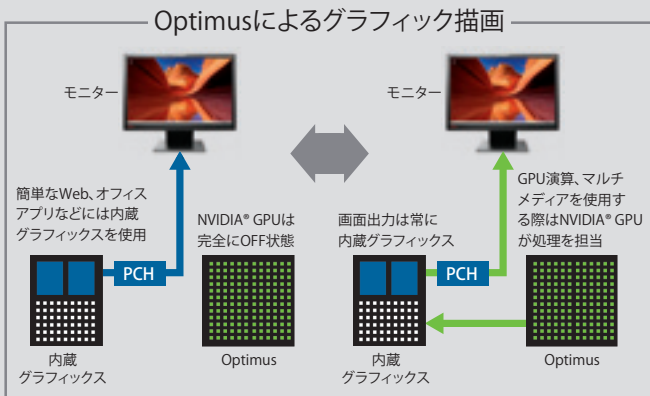 Optimusによるグラフィック描画
モニター
簡単なWeb、オフィス
アプリなどには内蔵
グラフィックスを使用
NVIDIA® GPUは
完全にOFF状態
PCH
内蔵
グラフィックス
Optimus
モニター
画面出力は常に
内蔵グラフィックス
GPU演算、マルチ
メディアを使用す
る際はNVIDIA® GPU
が処理を担当
PCH
内蔵
グラフィックス
Optimus